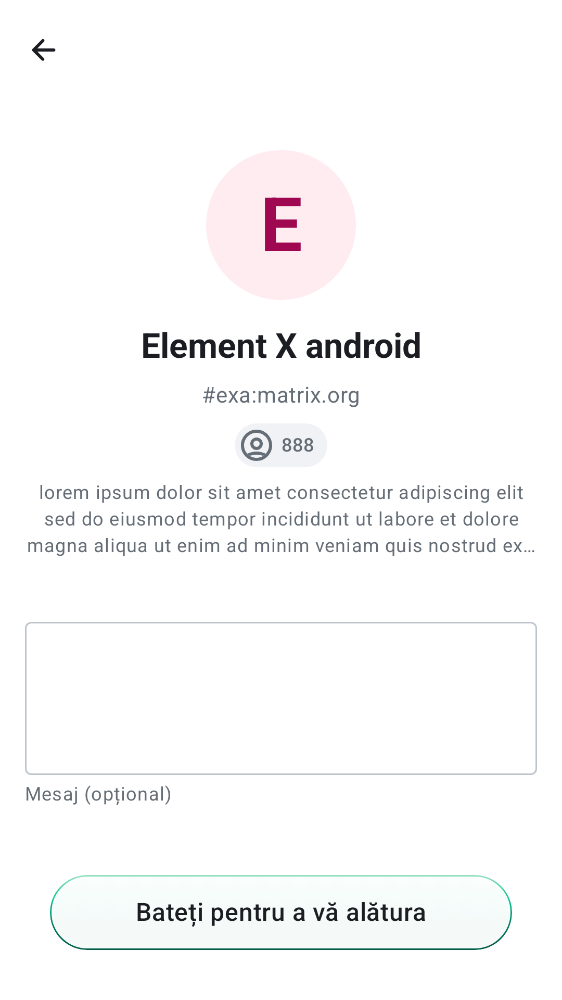 E
Element X android
#exa:matrix.org
888
lorem ipsum dolor sit amet consectetur adipiscing elit
sed do eiusmod tempor incididunt ut labore et dolore
magna aliqua ut enim ad minim veniam quis nostrud ex…
Mesaj (opțional)
Bateți pentru a vă alătura